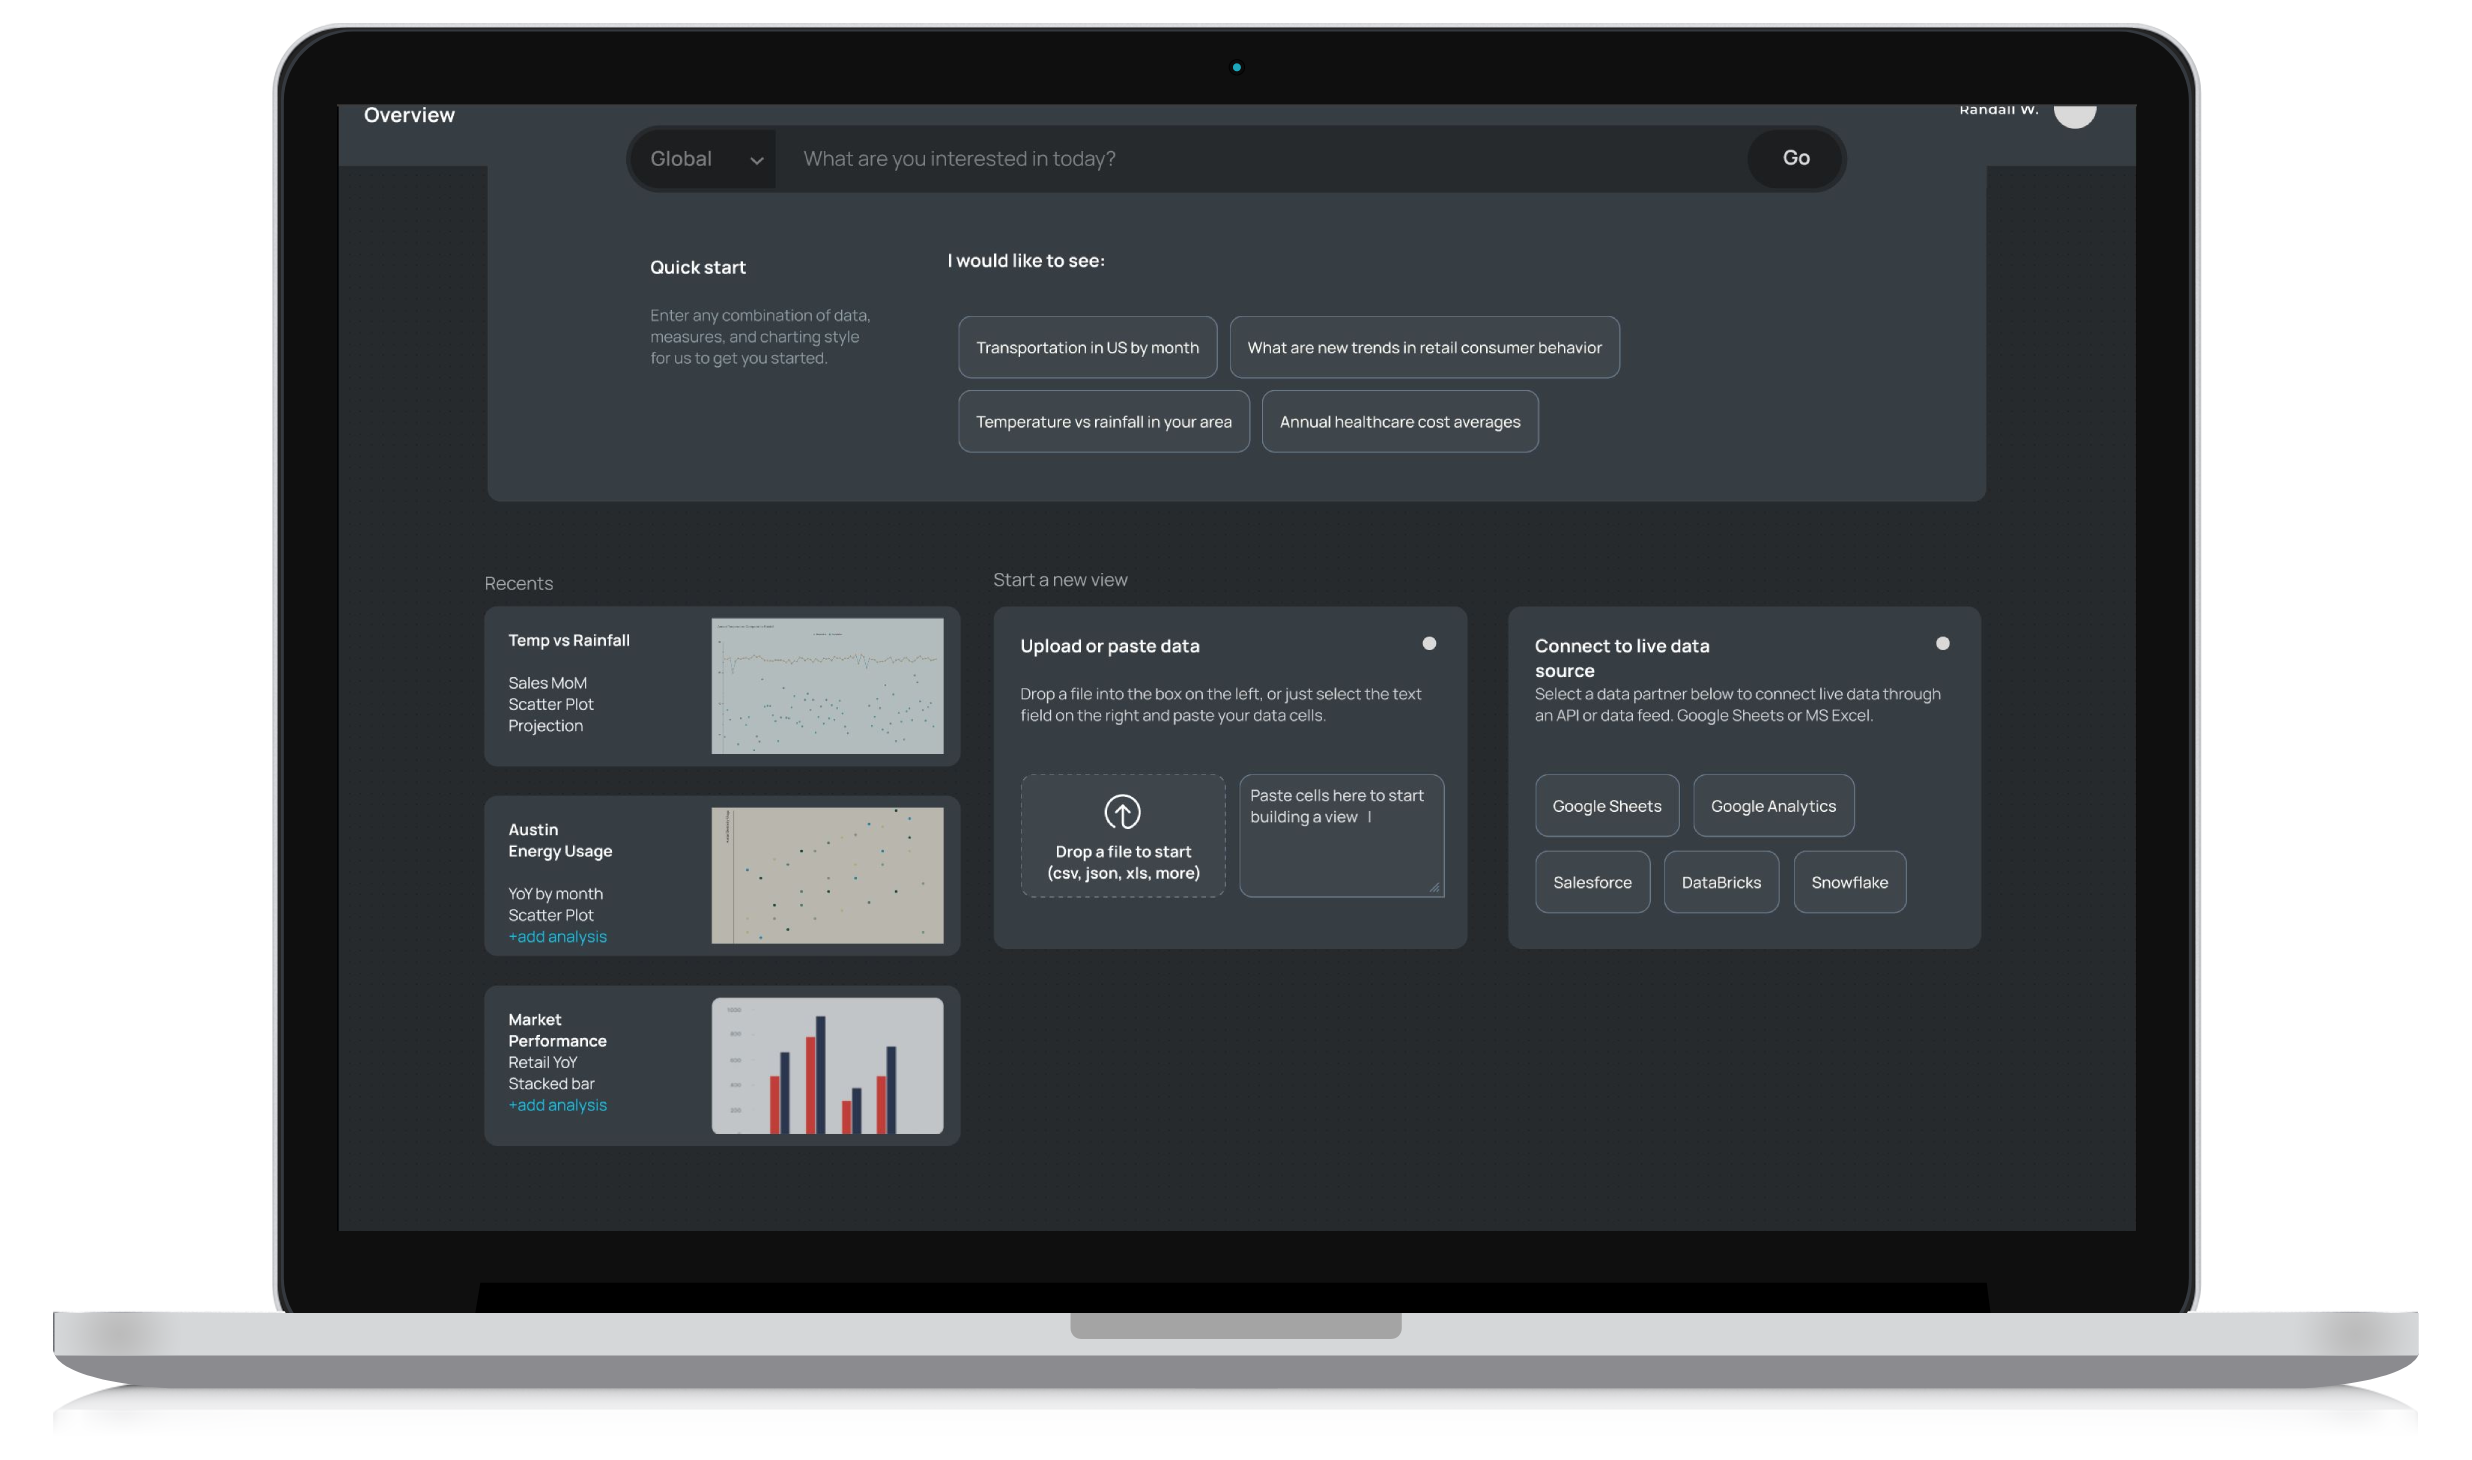 Overview
Randall W.
Global
What are you interested in today?
Go
Quick start
Enter any combination of data,
measures, and charting style
for us to get you started.
I would like to see:
Transportation in US by month
What are new trends in retail consumer behavior
Temperature vs rainfall in your area
Annual healthcare cost averages
Recents
Temp vs Rainfall
Sales MoM
Scatter Plot
Projection
Austin
Energy Usage
YoY by month
Scatter Plot
+add analysis
Market
Performance
Retail YoY
Stacked bar
+add analysis
Start a new view
Upload or paste data
Drop a file into the box on the left, or just select the text
field on the right and paste your data cells.
Drop a file to start
(csv, json, xls, more)
Paste cells here to start
building a view
Connect to live data
source
Select a data partner below to connect live data through
an API or data feed. Google Sheets or MS Excel.
Google Sheets
Google Analytics
Salesforce
DataBricks
Snowflake